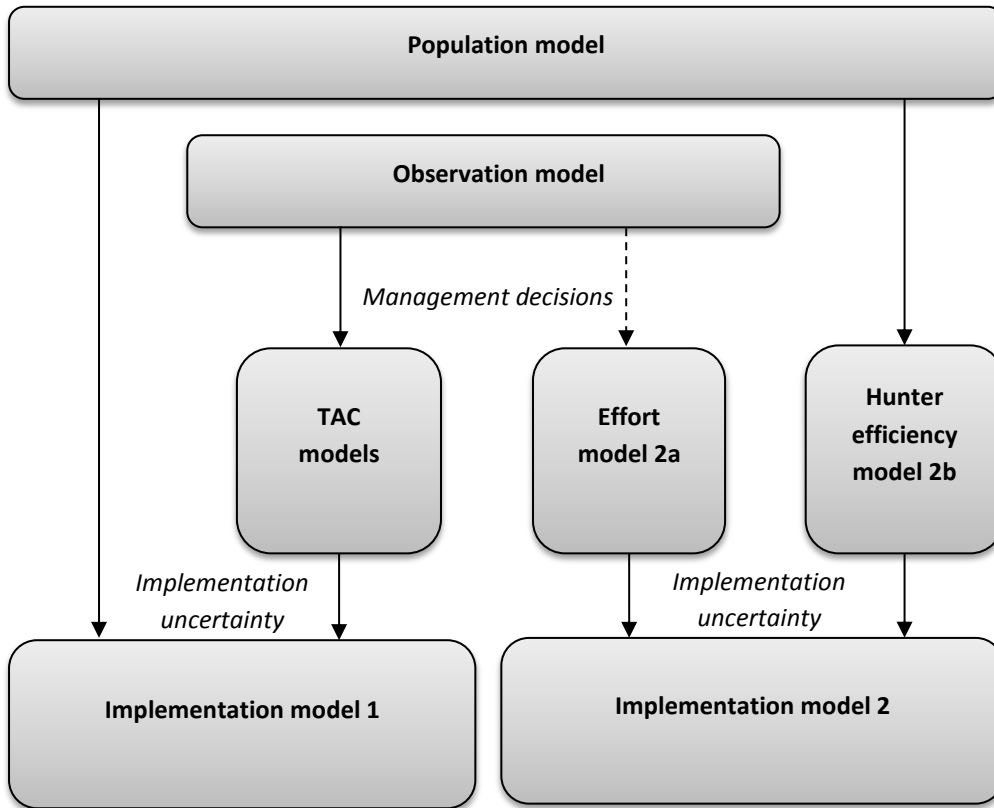 Population model
Observation model
Management decisions
TAC
models
Effort
model 2a
Hunter
efficiency
model 2b
Implementation
uncertainty
Implementation
uncertainty
Implementation model 1
Implementation model 2